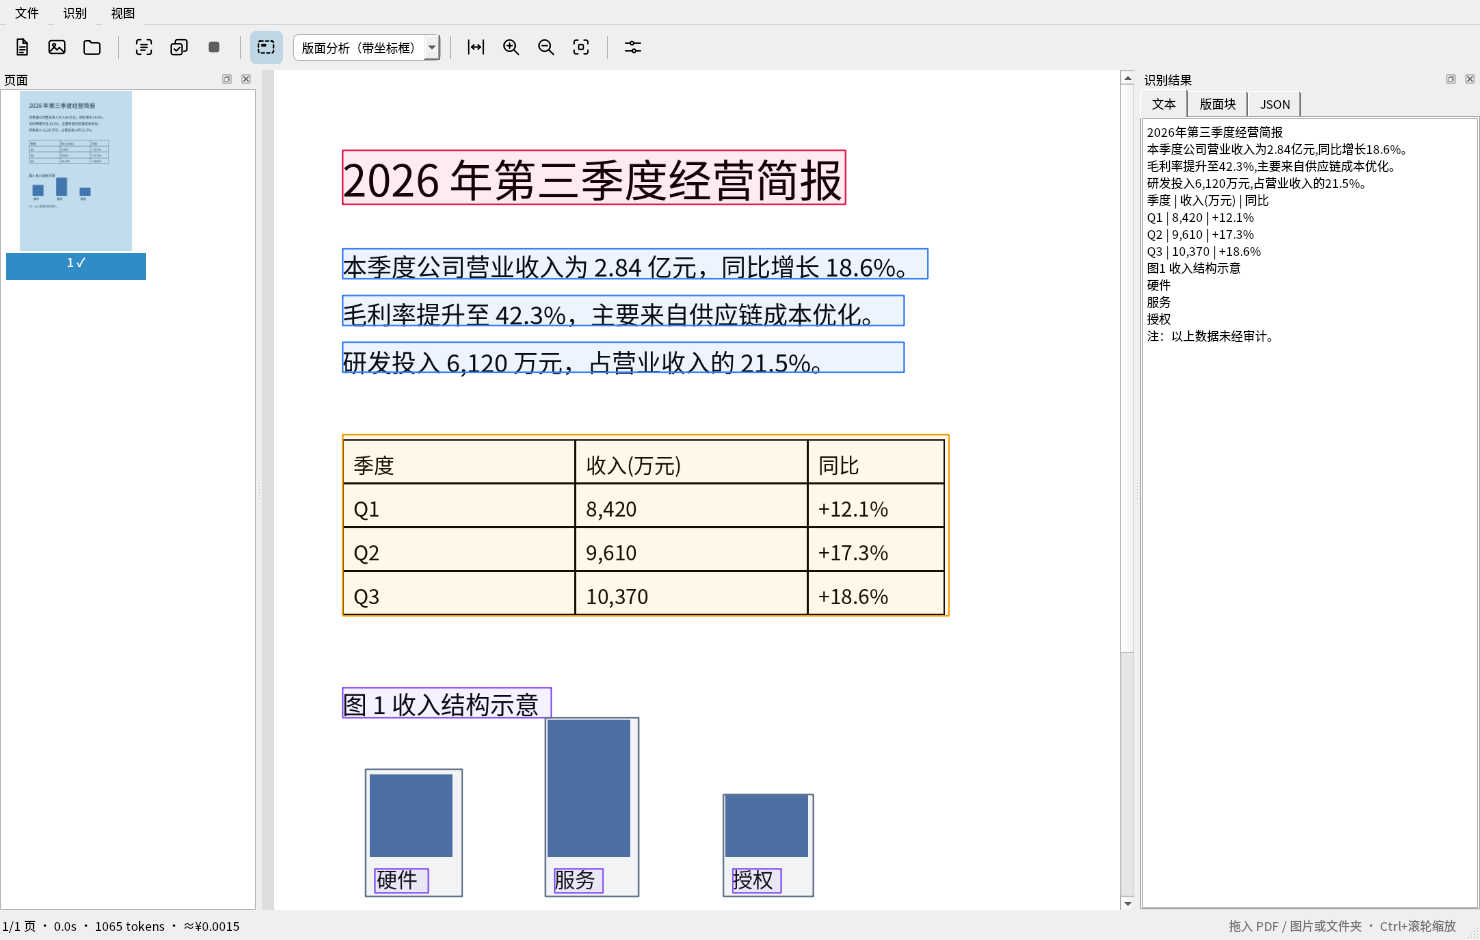 文件 识别 视图
版面分析（带坐标框）
页面
1 ✓
2026 年第三季度经营简报
本季度公司营业收入为 2.84 亿元，同比增长 18.6%。
毛利率提升至 42.3%，主要来自供应链成本优化。
研发投入 6,120 万元，占营业收入的 21.5%。
季度 收入(万元) 同比
Q1 8,420 +12.1%
Q2 9,610 +17.3%
Q3 10,370 +18.6%
图 1 收入结构示意
硬件 服务 授权
识别结果
文本 版面块 JSON
2026年第三季度经营简报
本季度公司营业收入为2.84亿元,同比增长18.6%。
毛利率提升至42.3%,主要来自供应链成本优化。
研发投入6,120万元,占营业收入的21.5%。
季度 | 收入(万元) | 同比
Q1 | 8,420 | +12.1%
Q2 | 9,610 | +17.3%
Q3 | 10,370 | +18.6%
图1 收入结构示意
硬件
服务
授权
注：以上数据未经审计。
1/1 页 · 0.0s · 1065 tokens · ≈¥0.0015
拖入 PDF / 图片或文件夹 · Ctrl+滚轮缩放